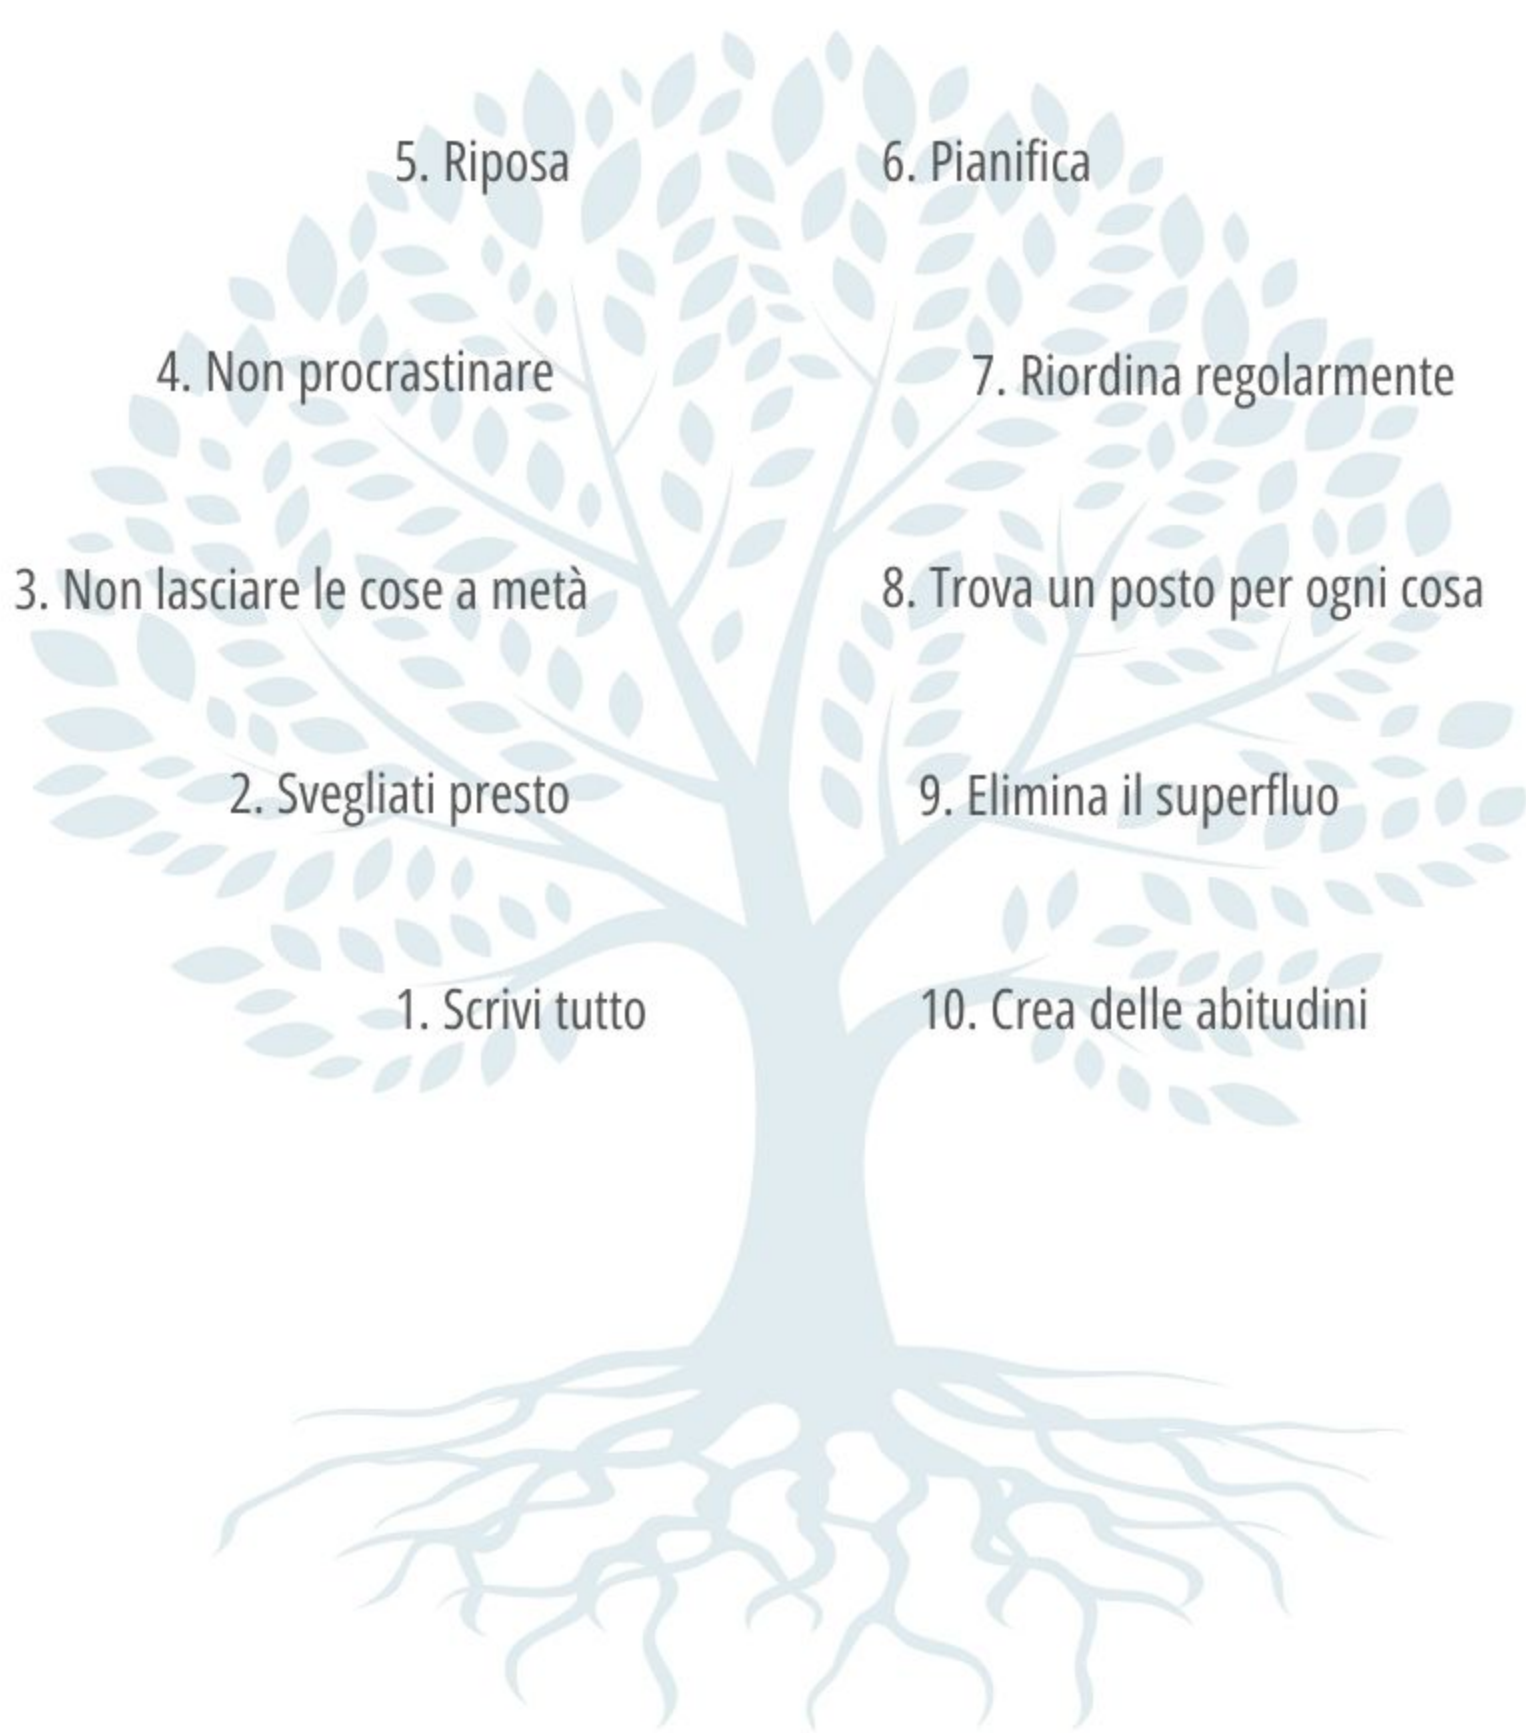 5. Riposa
6. Pianifica
4. Non procrastinare
7. Riordina regolarmente
3. Non lasciare le cose a metà
8. Trova un posto per ogni cosa
2. Svegliati presto
9. Elimina il superfluo
1. Scrivi tutto
10. Crea delle abitudini